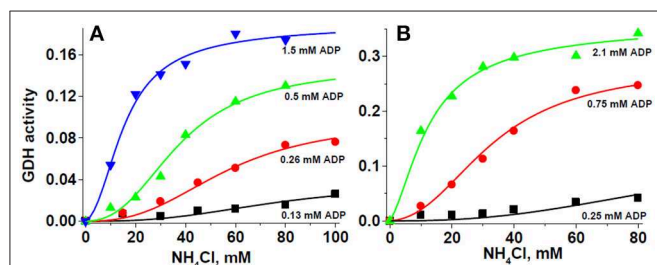 A
B
GDH activity
0.16
0.12
0.08
0.04
0.00
0.3
0.2
0.1
0.0
1.5 mM ADP
0.5 mM ADP
0.26 mM ADP
0.13 mM ADP
2.1 mM ADP
0.75 mM ADP
0.25 mM ADP
0 20 40 60 80 100
0 20 40 60 80
NH4Cl, mM
NH4Cl, mM